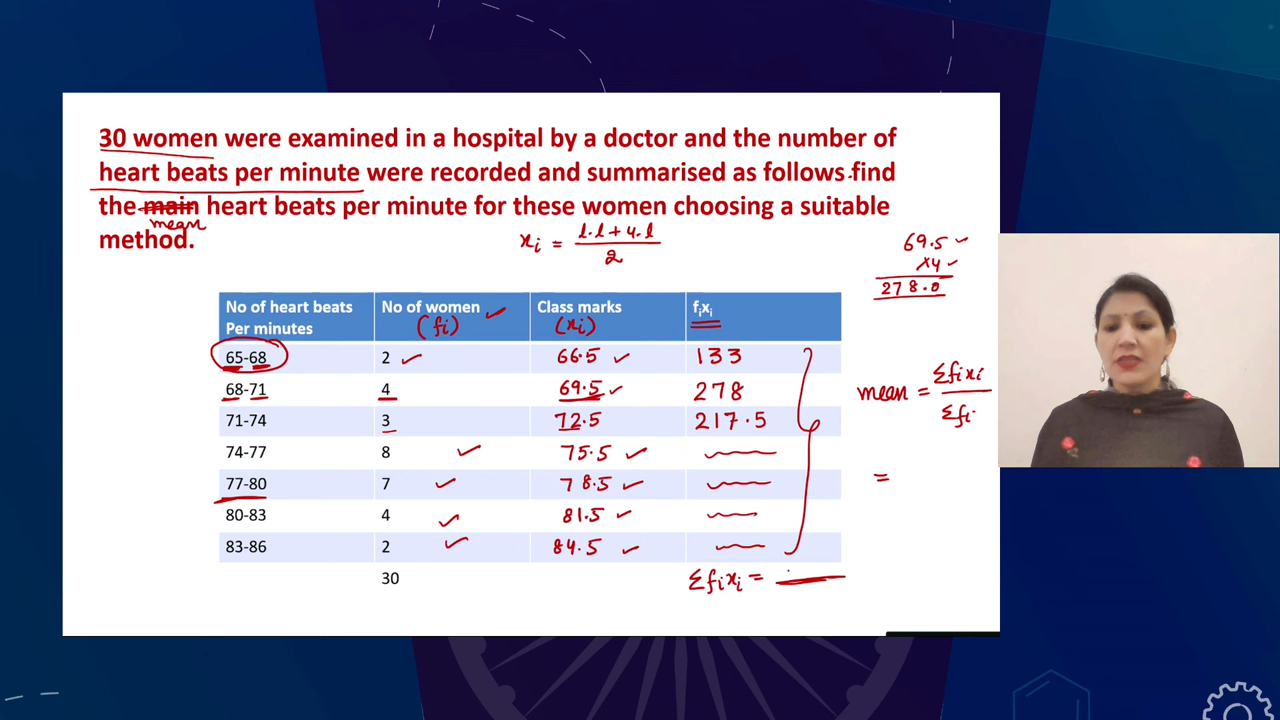 30 women were examined in a hospital by a doctor and the number of
heart beats per minute were recorded and summarised as follows.find
the main heart beats per minute for these women choosing a suitable
mean
method.
xi = l.l + u.l / 2
69.5
×4
278.0
No of heart beats Per minutes No of women (fi) Class marks (xi) fixi
65-68 2 66.5 133
68-71 4 69.5 278
71-74 3 72.5 217.5
74-77 8 75.5
77-80 7 78.5
80-83 4 81.5
83-86 2 84.5
30 Σfixi =
mean = Σfixi / Σfi
=